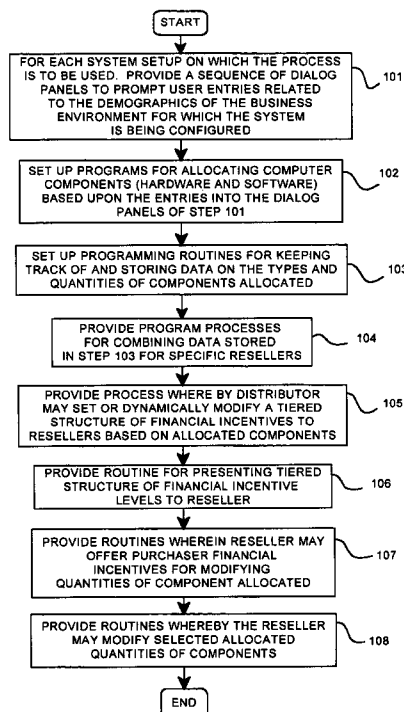 START
FOR EACH SYSTEM SETUP ON WHICH THE PROCESS
IS TO BE USED. PROVIDE A SEQUENCE OF DIALOG
PANELS TO PROMPT USER ENTRIES RELATED
TO THE DEMOGRAPHICS OF THE BUSINESS
ENVIRONMENT FOR WHICH THE SYSTEM
IS BEING CONFIGURED
101
SET UP PROGRAMS FOR ALLOCATING COMPUTER
COMPONENTS (HARDWARE AND SOFTWARE)
BASED UPON THE ENTRIES INTO THE DIALOG
PANELS OF STEP 101
102
SET UP PROGRAMMING ROUTINES FOR KEEPING
TRACK OF AND STORING DATA ON THE TYPES AND
QUANTITIES OF COMPONENTS ALLOCATED
103
PROVIDE PROGRAM PROCESSES
FOR COMBINING DATA STORED
IN STEP 103 FOR SPECIFIC RESELLERS
104
PROVIDE PROCESS WHERE BY DISTRIBUTOR
MAY SET OR DYNAMICALLY MODIFY A TIERED
STRUCTURE OF FINANCIAL INCENTIVES TO
RESELLERS BASED ON ALLOCATED COMPONENTS
105
PROVIDE ROUTINE FOR PRESENTING TIERED
STRUCTURE OF FINANCIAL INCENTIVE
LEVELS TO RESELLER
106
PROVIDE ROUTINES WHEREIN RESELLER MAY
OFFER PURCHASER FINANCIAL
INCENTIVES FOR MODIFYING
QUANTITIES OF COMPONENT ALLOCATED
107
PROVIDE ROUTINES WHEREBY THE RESELLER
MAY MODIFY SELECTED ALLOCATED
QUANTITIES OF COMPONENTS
108
END